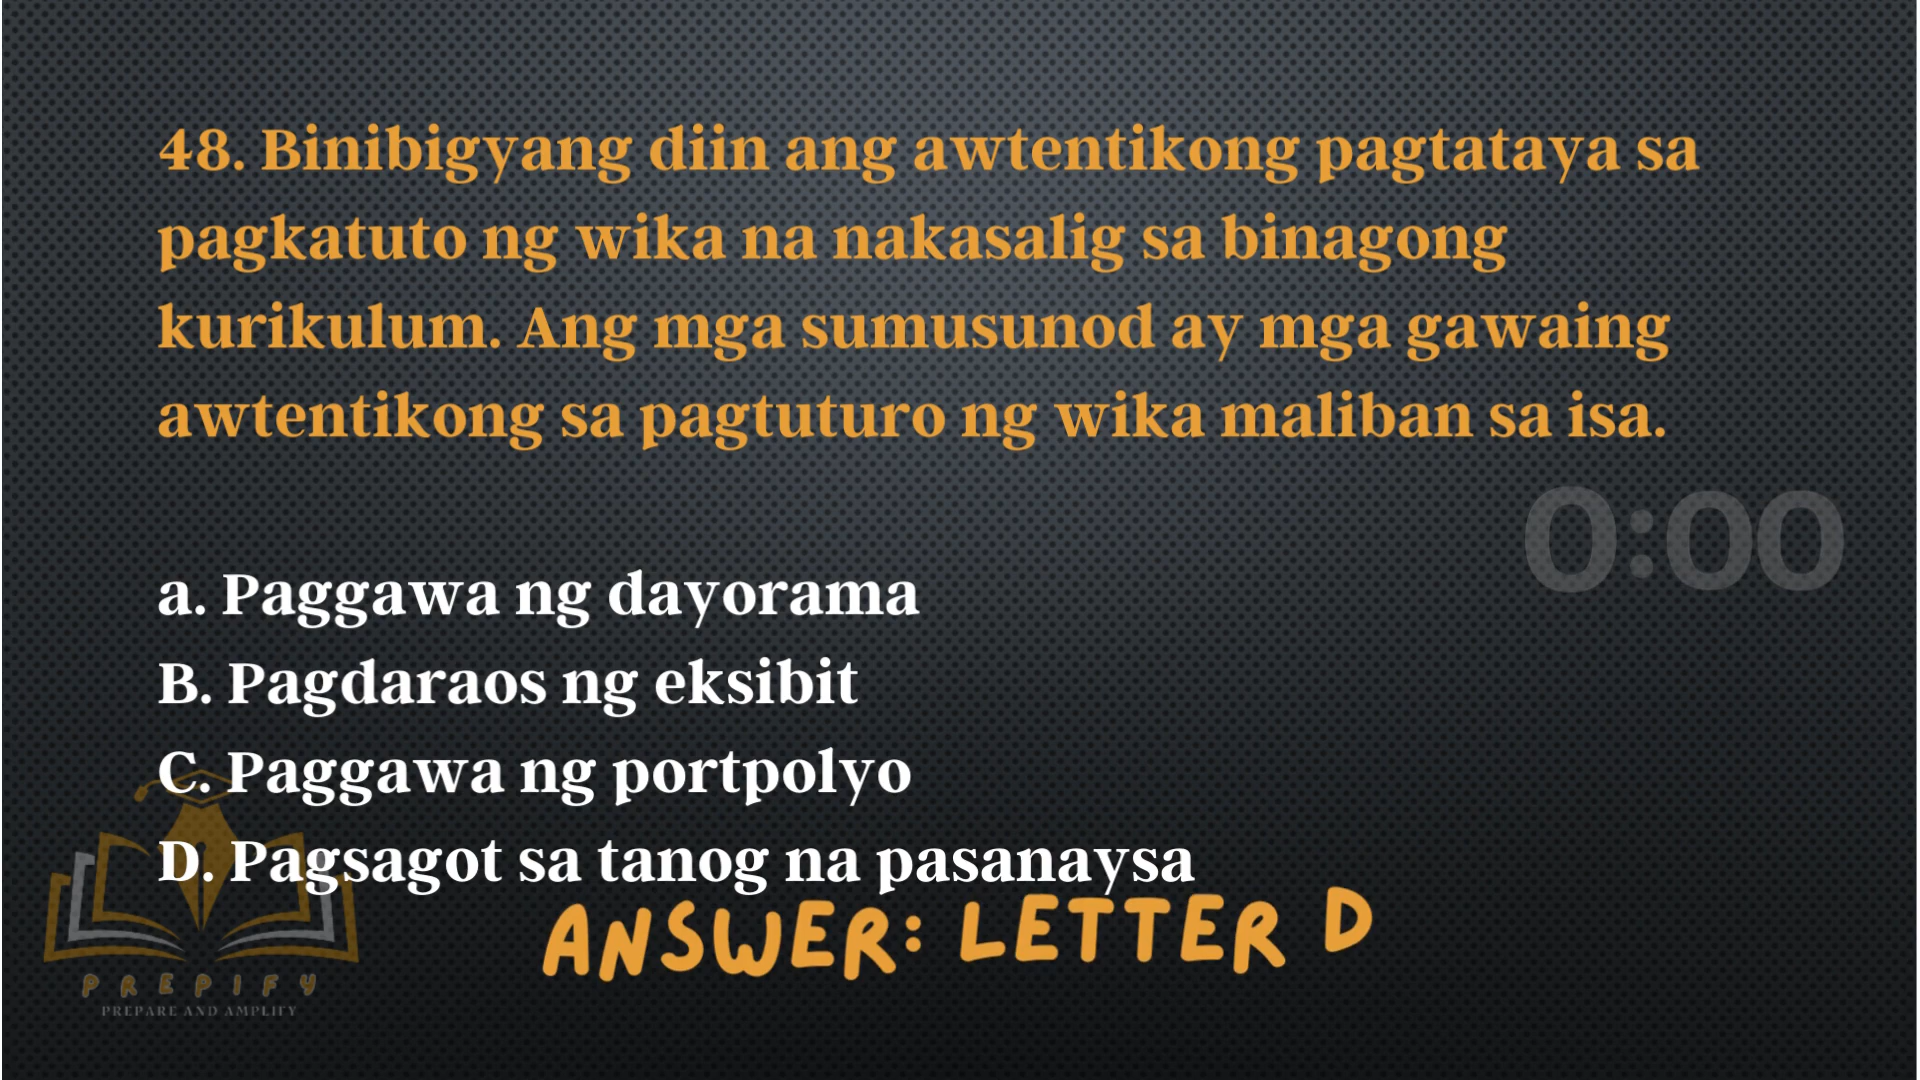 48. Binibigyang diin ang awtentikong pagtataya sa
pagkatuto ng wika na nakasalig sa binagong
kurikulum. Ang mga sumusunod ay mga gawaing
awtentikong sa pagtuturo ng wika maliban sa isa.
0:00
a. Paggawa ng dayorama
B. Pagdaraos ng eksibit
C. Paggawa ng portpolyo
D. Pagsagot sa tanog na pasanaysa
ANSWER: LETTER D
PREPIFY
PREPARE AND AMPLIFY